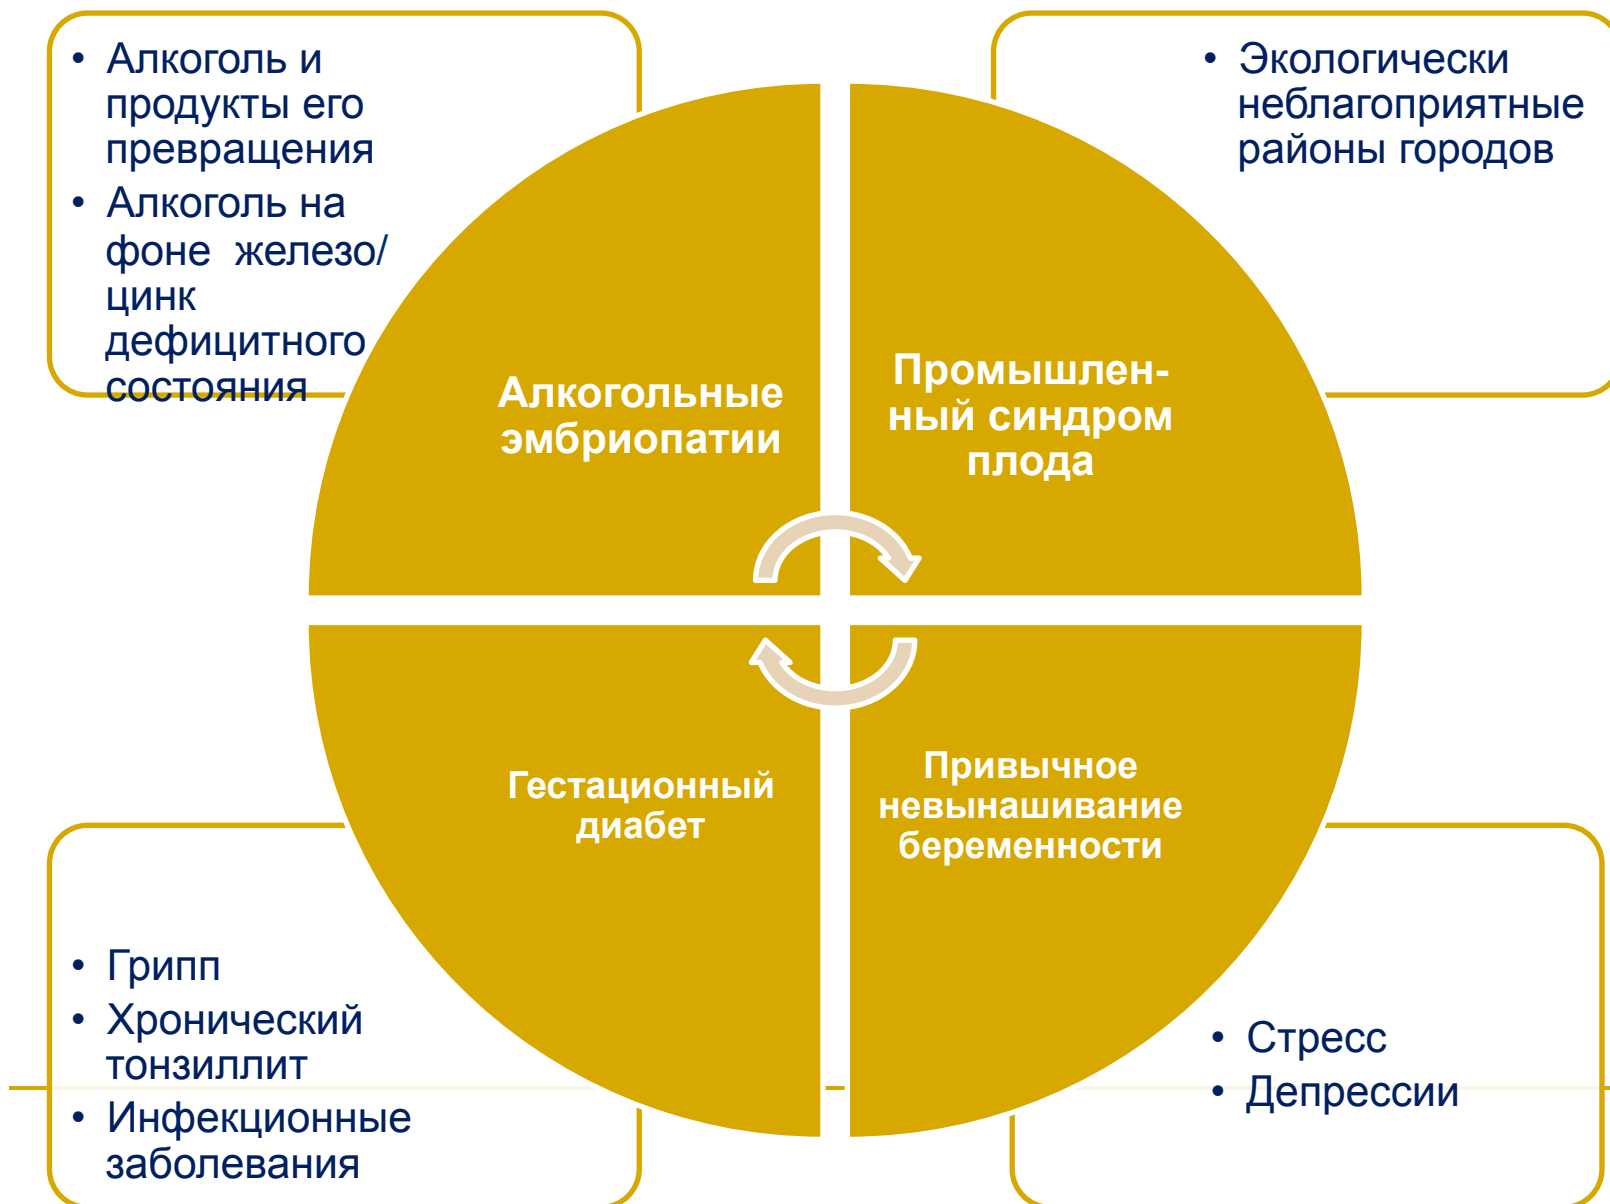 • Алкоголь и
продукты его
превращения
• Алкоголь на
фоне железо/
цинк
дефицитного
состояния
• Экологически
неблагоприятные
районы городов
Алкогольные
эмбриопатии
Промышлен-
ный синдром
плода
Гестационный
диабет
Привычное
невынашивание
беременности
• Грипп
• Хронический
тонзиллит
• Инфекционные
заболевания
• Стресс
• Депрессии